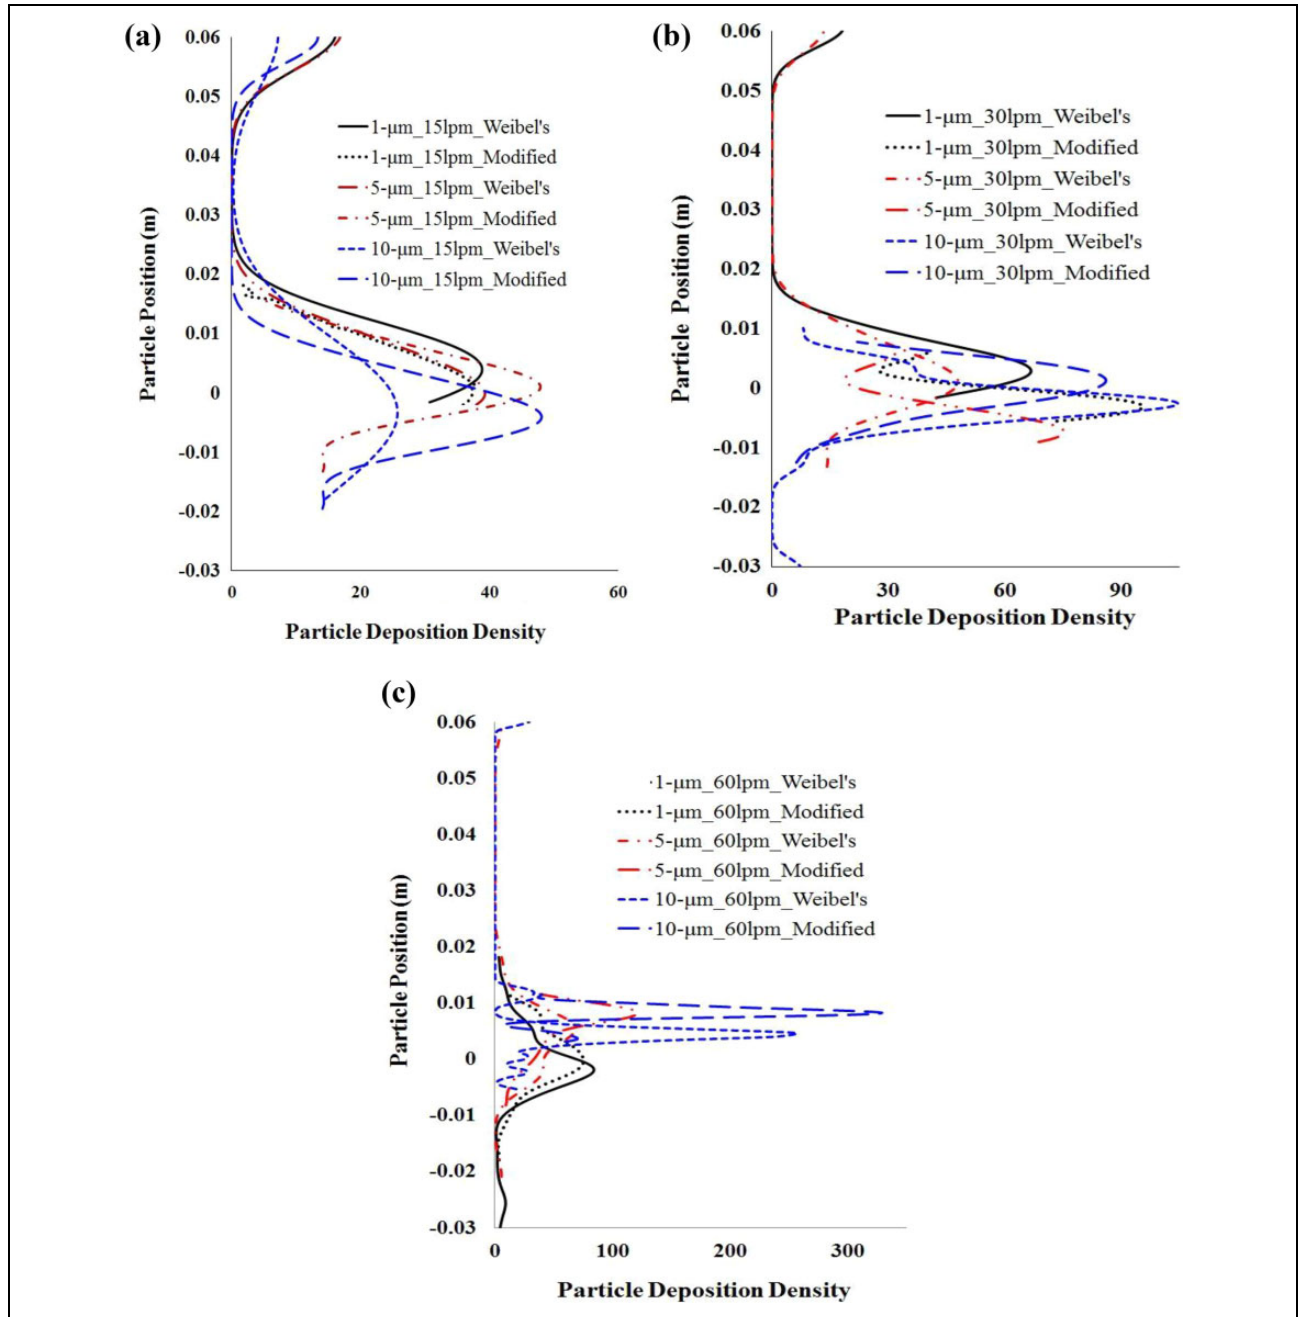 (a)
0.06
0.05
0.04
0.03
0.02
0.01
0
-0.01
-0.02
-0.03
Particle Position (m)
1-μm_15lpm_Weibel's
1-μm_15lpm_Modified
5-μm_15lpm_Weibel's
5-μm_15lpm_Modified
10-μm_15lpm_Weibel's
10-μm_15lpm_Modified
0 20 40 60
Particle Deposition Density
(b)
0.06
0.05
0.04
0.03
0.02
0.01
0
-0.01
-0.02
-0.03
Particle Position (m)
1-μm_30lpm_Weibel's
1-μm_30lpm_Modified
5-μm_30lpm_Weibel's
5-μm_30lpm_Modified
10-μm_30lpm_Weibel's
10-μm_30lpm_Modified
0 30 60 90
Particle Deposition Density
(c)
0.06
0.05
0.04
0.03
0.02
0.01
0
-0.01
-0.02
-0.03
Particle Position (m)
1-μm_60lpm_Weibel's
1-μm_60lpm_Modified
5-μm_60lpm_Weibel's
5-μm_60lpm_Modified
10-μm_60lpm_Weibel's
10-μm_60lpm_Modified
0 100 200 300
Particle Deposition Density